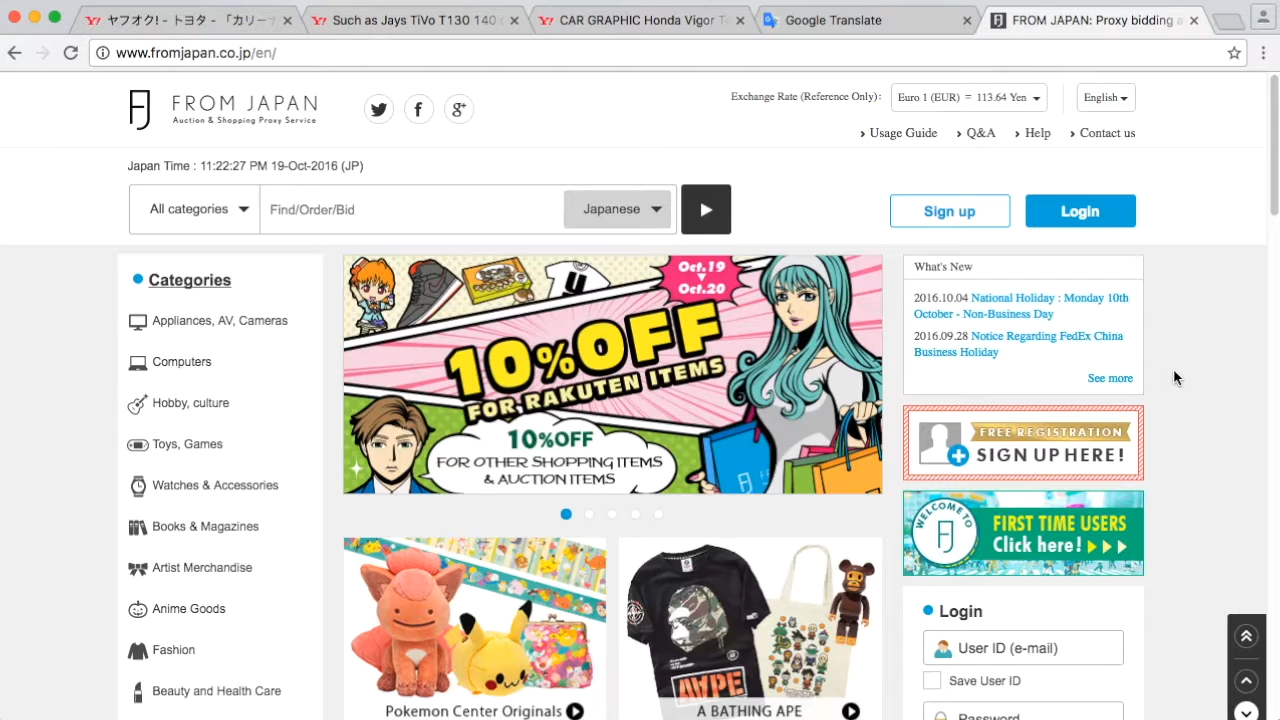 ヤフオク! - トヨタ - 「カリーナ
Such as Jays TiVo T130 140
CAR GRAPHIC Honda Vigor T
Google Translate
FROM JAPAN: Proxy bidding a
www.fromjapan.co.jp/en/
FROM JAPAN
Auction & Shopping Proxy Service
Exchange Rate (Reference Only):
Euro 1 (EUR) = 113.64 Yen
English
Usage Guide
Q&A
Help
Contact us
Japan Time : 11:22:27 PM 19-Oct-2016 (JP)
All categories
Find/Order/Bid
Japanese
Sign up
Login
Categories
Appliances, AV, Cameras
Computers
Hobby, culture
Toys, Games
Watches & Accessories
Books & Magazines
Artist Merchandise
Anime Goods
Fashion
Beauty and Health Care
Oct.19
Oct.20
10%OFF
FOR RAKUTEN ITEMS
10%OFF
FOR OTHER SHOPPING ITEMS
& AUCTION ITEMS
Pokemon Center Originals
AAPE
A BATHING APE
What's New
2016.10.04 National Holiday : Monday 10th
October - Non-Business Day
2016.09.28 Notice Regarding FedEx China
Business Holiday
See more
FREE REGISTRATION
SIGN UP HERE!
WELCOME TO
FIRST TIME USERS
Click here!
Login
User ID (e-mail)
Save User ID
Password